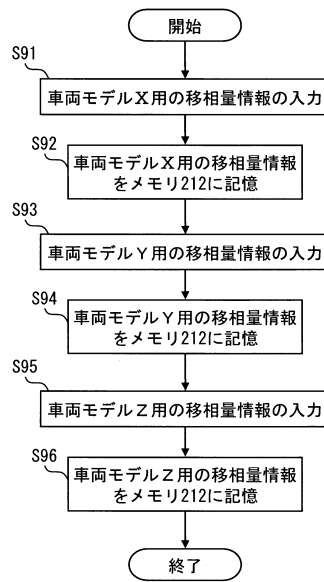 開始
S91
車両モデルX用の移相量情報の入力
S92
車両モデルX用の移相量情報
をメモリ212に記憶
S93
車両モデルY用の移相量情報の入力
S94
車両モデルY用の移相量情報
をメモリ212に記憶
S95
車両モデルZ用の移相量情報の入力
S96
車両モデルZ用の移相量情報
をメモリ212に記憶
終了